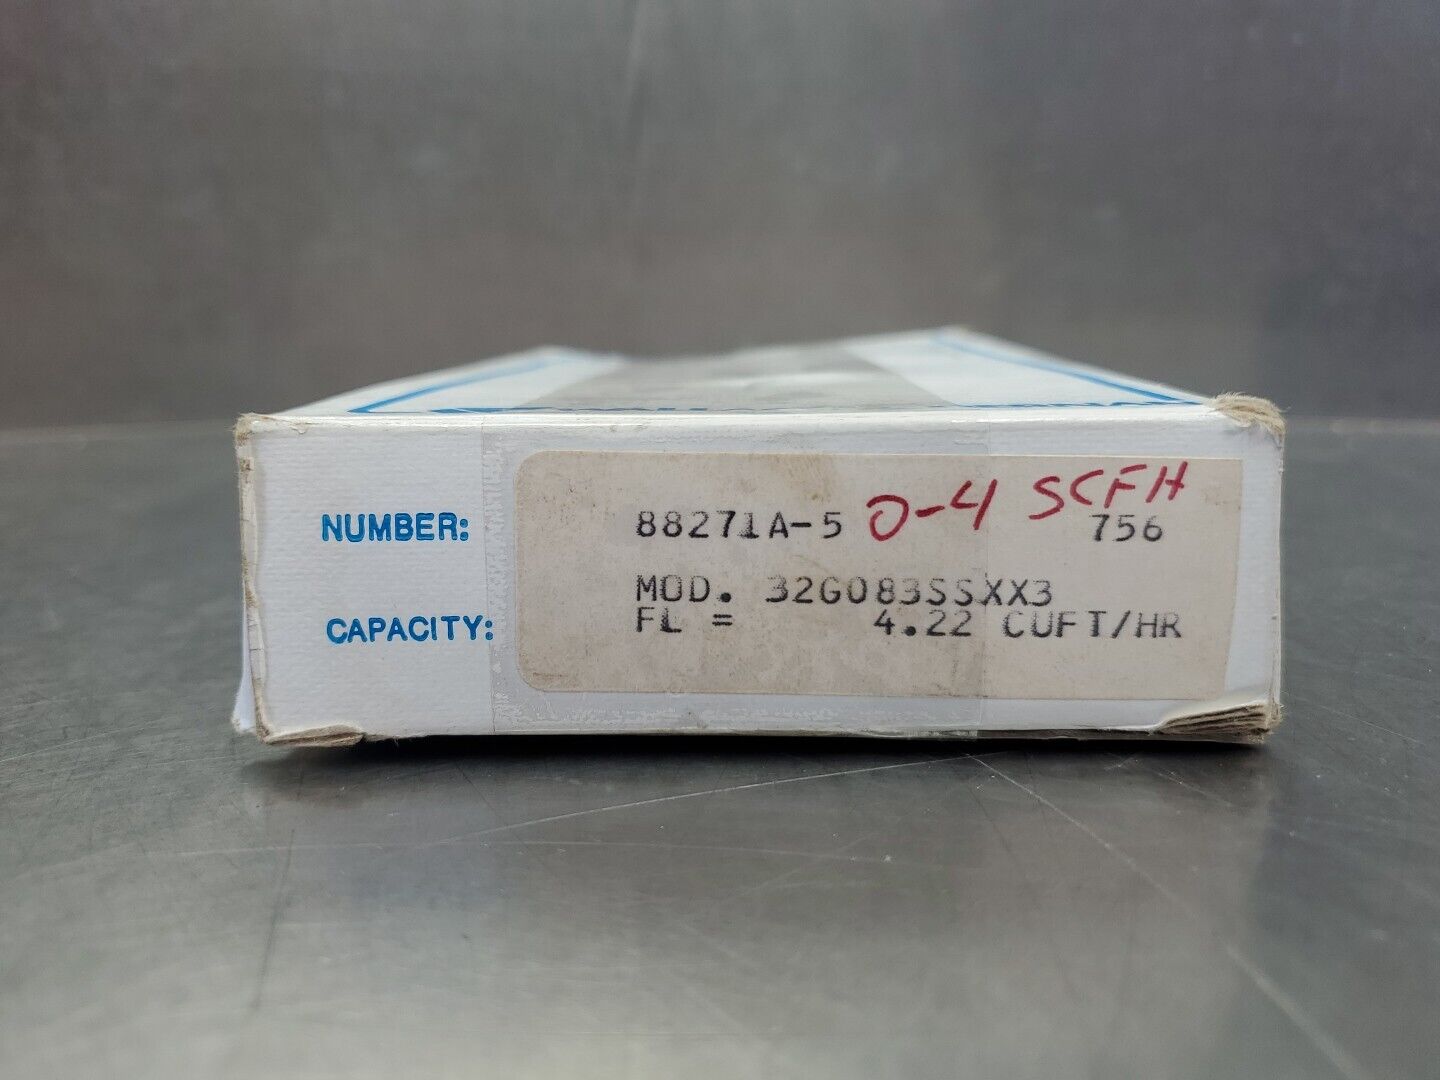 NUMBER: 88271A-5 0-4 SCFH 756
MOD. 32G083SSXX3
CAPACITY: FL = 4.22 CUFT/HR